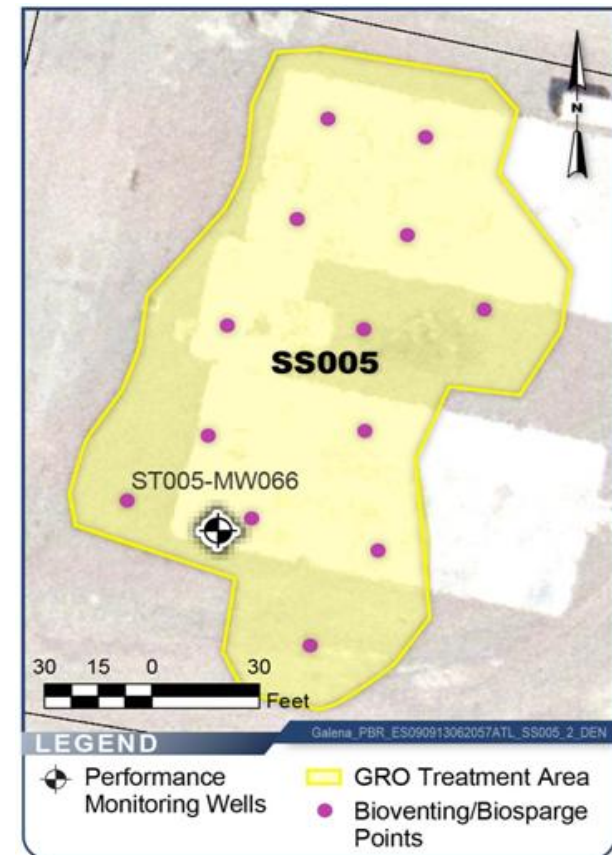 N
SS005
ST005-MW066
30 15 0 30
Feet
Galena_PBR_ES090913062057ATL_SS005_2_DEN
LEGEND
Performance
Monitoring Wells
GRO Treatment Area
Bioventing/Biosparge
Points